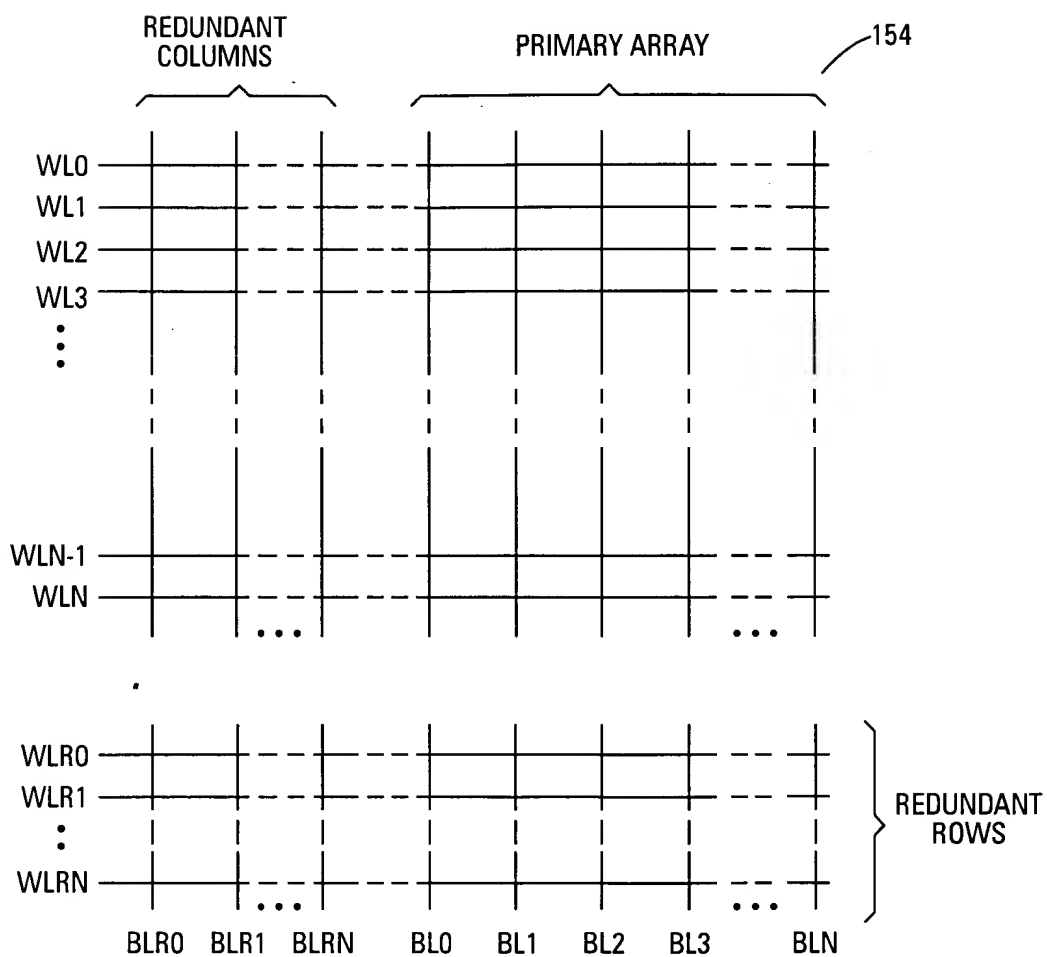 REDUNDANT
COLUMNS
PRIMARY ARRAY
154
WL0
WL1
WL2
WL3
WLN-1
WLN
WLR0
WLR1
WLRN
REDUNDANT
ROWS
BLR0 BLR1 BLRN BL0 BL1 BL2 BL3 BLN